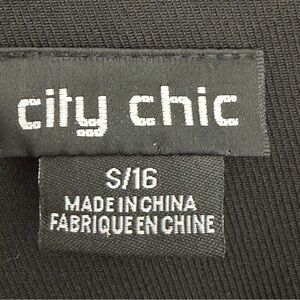 city chic
S/16
MADE IN CHINA
FABRIQUE EN CHINE